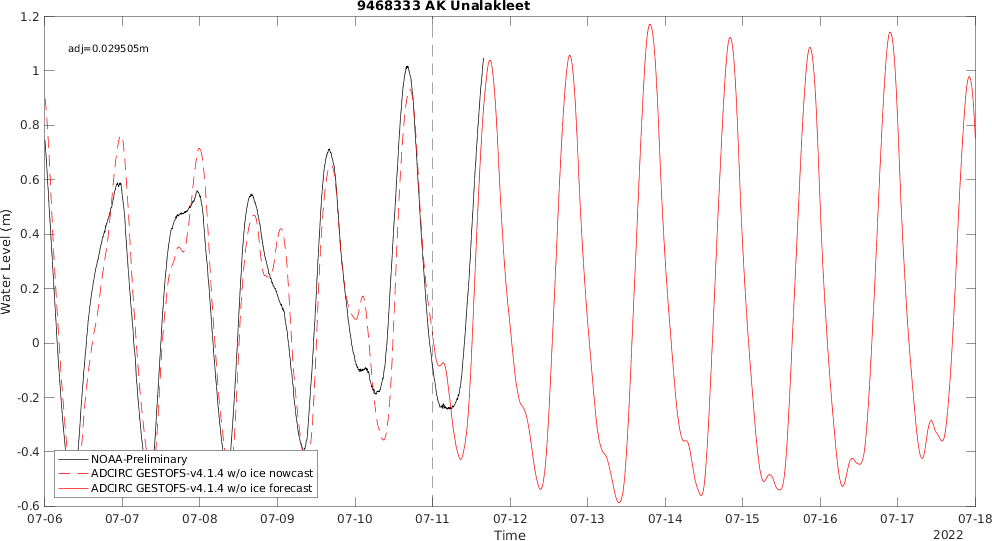 9468333 AK Unalakleet
adj=0.029505m
1.2
1
0.8
0.6
0.4
0.2
0
-0.2
-0.4
-0.6
Water Level (m)
NOAA-Preliminary
ADCIRC GESTOFS-v4.1.4 w/o ice nowcast
ADCIRC GESTOFS-v4.1.4 w/o ice forecast
07-06 07-07 07-08 07-09 07-10 07-11 07-12 07-13 07-14 07-15 07-16 07-17 07-18
Time
2022